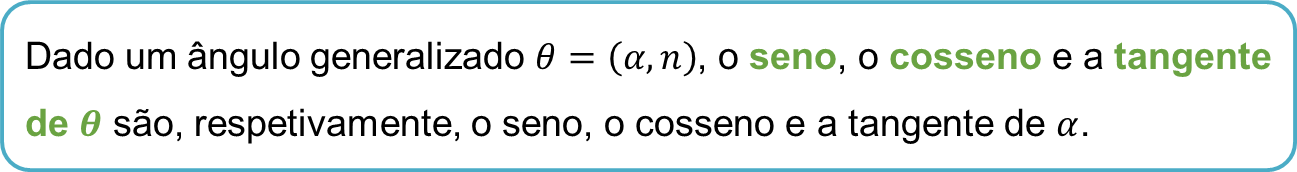 Dado um ângulo generalizado 𝜃 = (𝛼, 𝑛), o seno, o cosseno e a tangente
de 𝜽 são, respetivamente, o seno, o cosseno e a tangente de 𝛼.